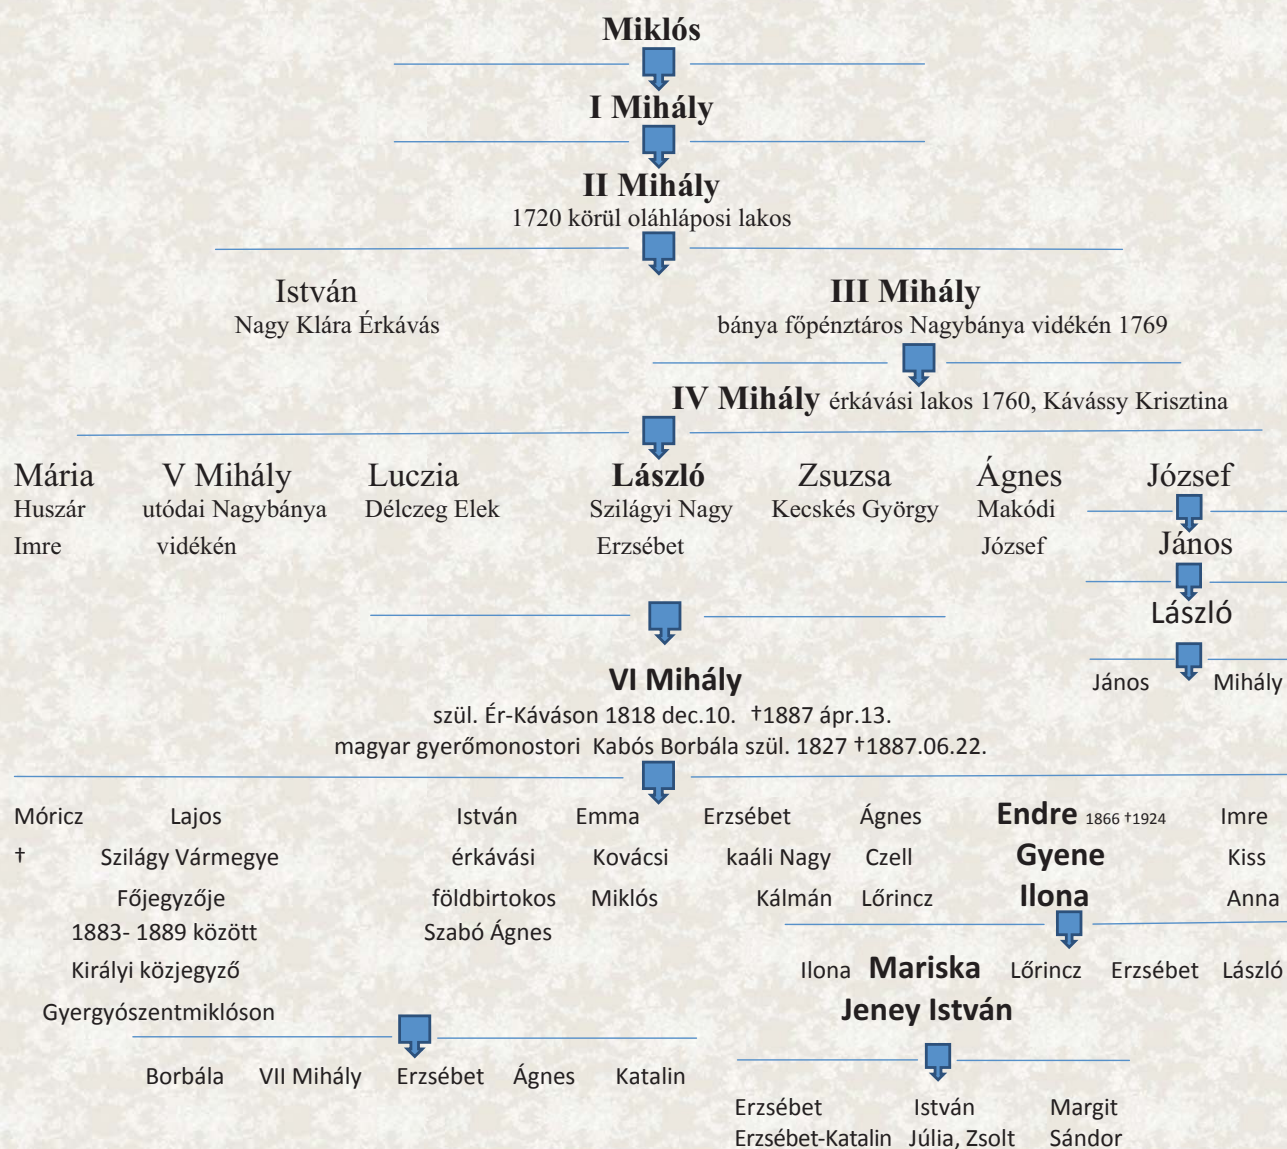 Miklós
I Mihály
II Mihály
1720 körül oláhláposi lakos
István III Mihály
Nagy Klára Érkávás bánya főpénztáros Nagybánya vidékén 1769
IV Mihály érkávási lakos 1760, Kávássy Krisztina
Mária V Mihály Luczia László Zsuzsa Ágnes József
Huszár utódai Nagybánya Délczeg Elek Szilágyi Nagy Kecskés György Makódi
Imre vidékén Erzsébet József János
László
VI Mihály
János Mihály
szül. Ér-Káváson 1818 dec.10. †1887 ápr.13.
magyar gyerőmonostori Kabós Borbála szül. 1827 †1887.06.22.
Móricz Lajos István Emma Erzsébet Ágnes Endre 1866 †1924 Imre
† Szilágy Vármegye érkávási Kovácsi kaáli Nagy Czell Gyene Kiss
Főjegyzője földbirtokos Miklós Kálmán Lőrincz Ilona Anna
1883- 1889 között Szabó Ágnes
Királyi közjegyző Ilona Mariska Lőrincz Erzsébet László
Gyergyószentmiklóson Jeney István
Borbála VII Mihály Erzsébet Ágnes Katalin
Erzsébet István Margit
Erzsébet-Katalin Júlia, Zsolt Sándor